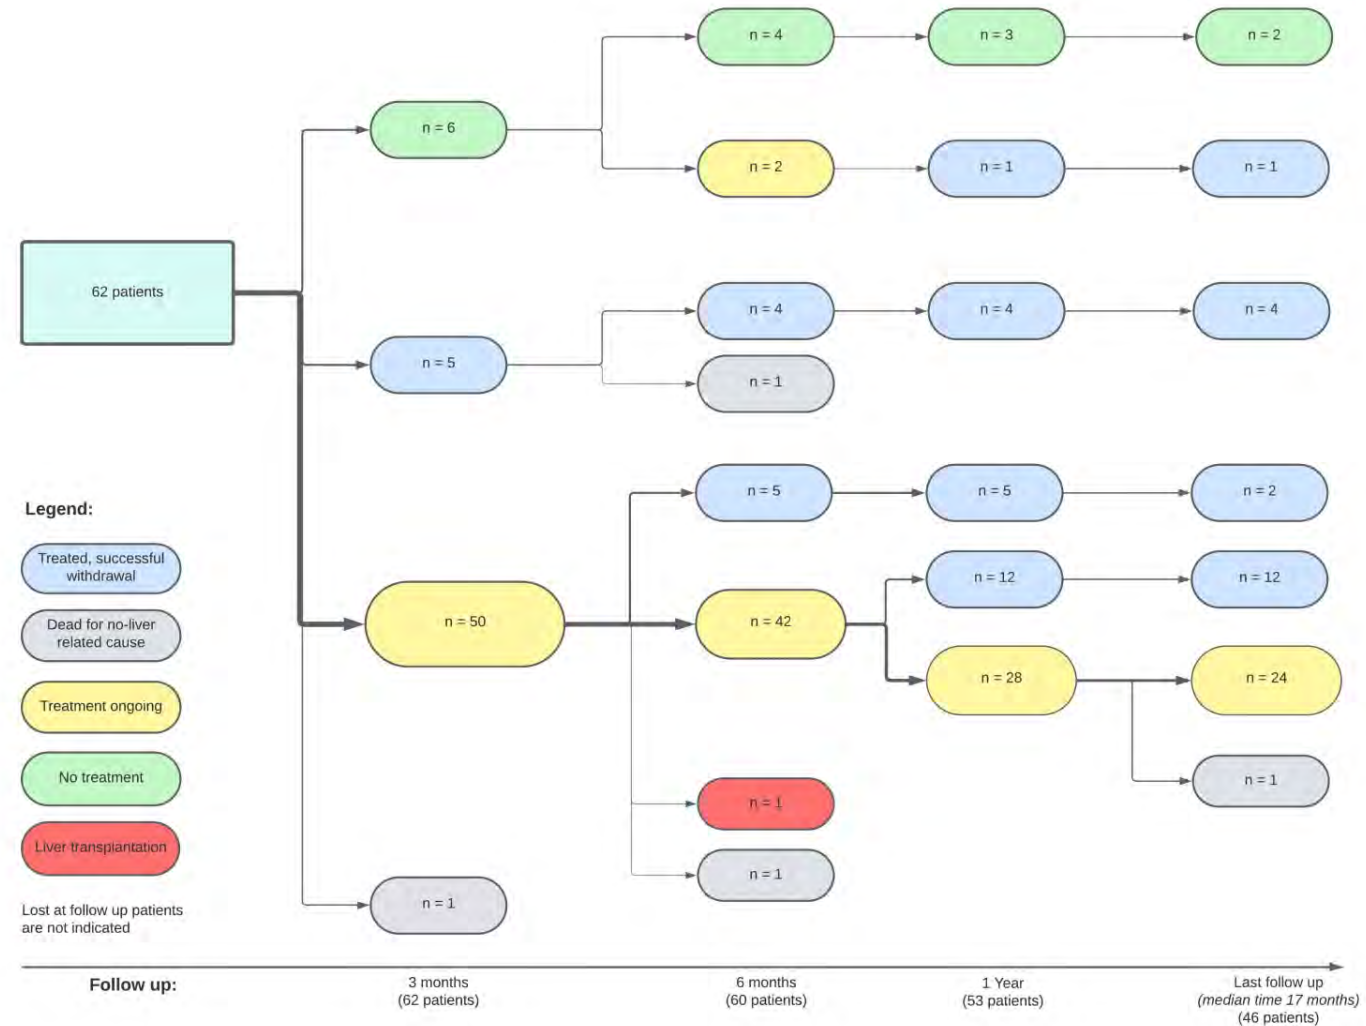 n = 4
n = 3
n = 2
n = 6
n = 2
n = 1
n = 1
62 patients
n = 4
n = 4
n = 4
n = 5
n = 1
n = 5
n = 5
n = 2
Legend:
Treated, successful
withdrawal
n = 12
n = 12
Dead for no-liver
related cause
n = 50
n = 42
n = 28
n = 24
Treatment ongoing
No treatment
n = 1
n = 1
Liver transplantation
n = 1
n = 1
Lost at follow up patients
are not indicated
Follow up:
3 months
(62 patients)
6 months
(60 patients)
1 Year
(53 patients)
Last follow up
(median time 17 months)
(46 patients)